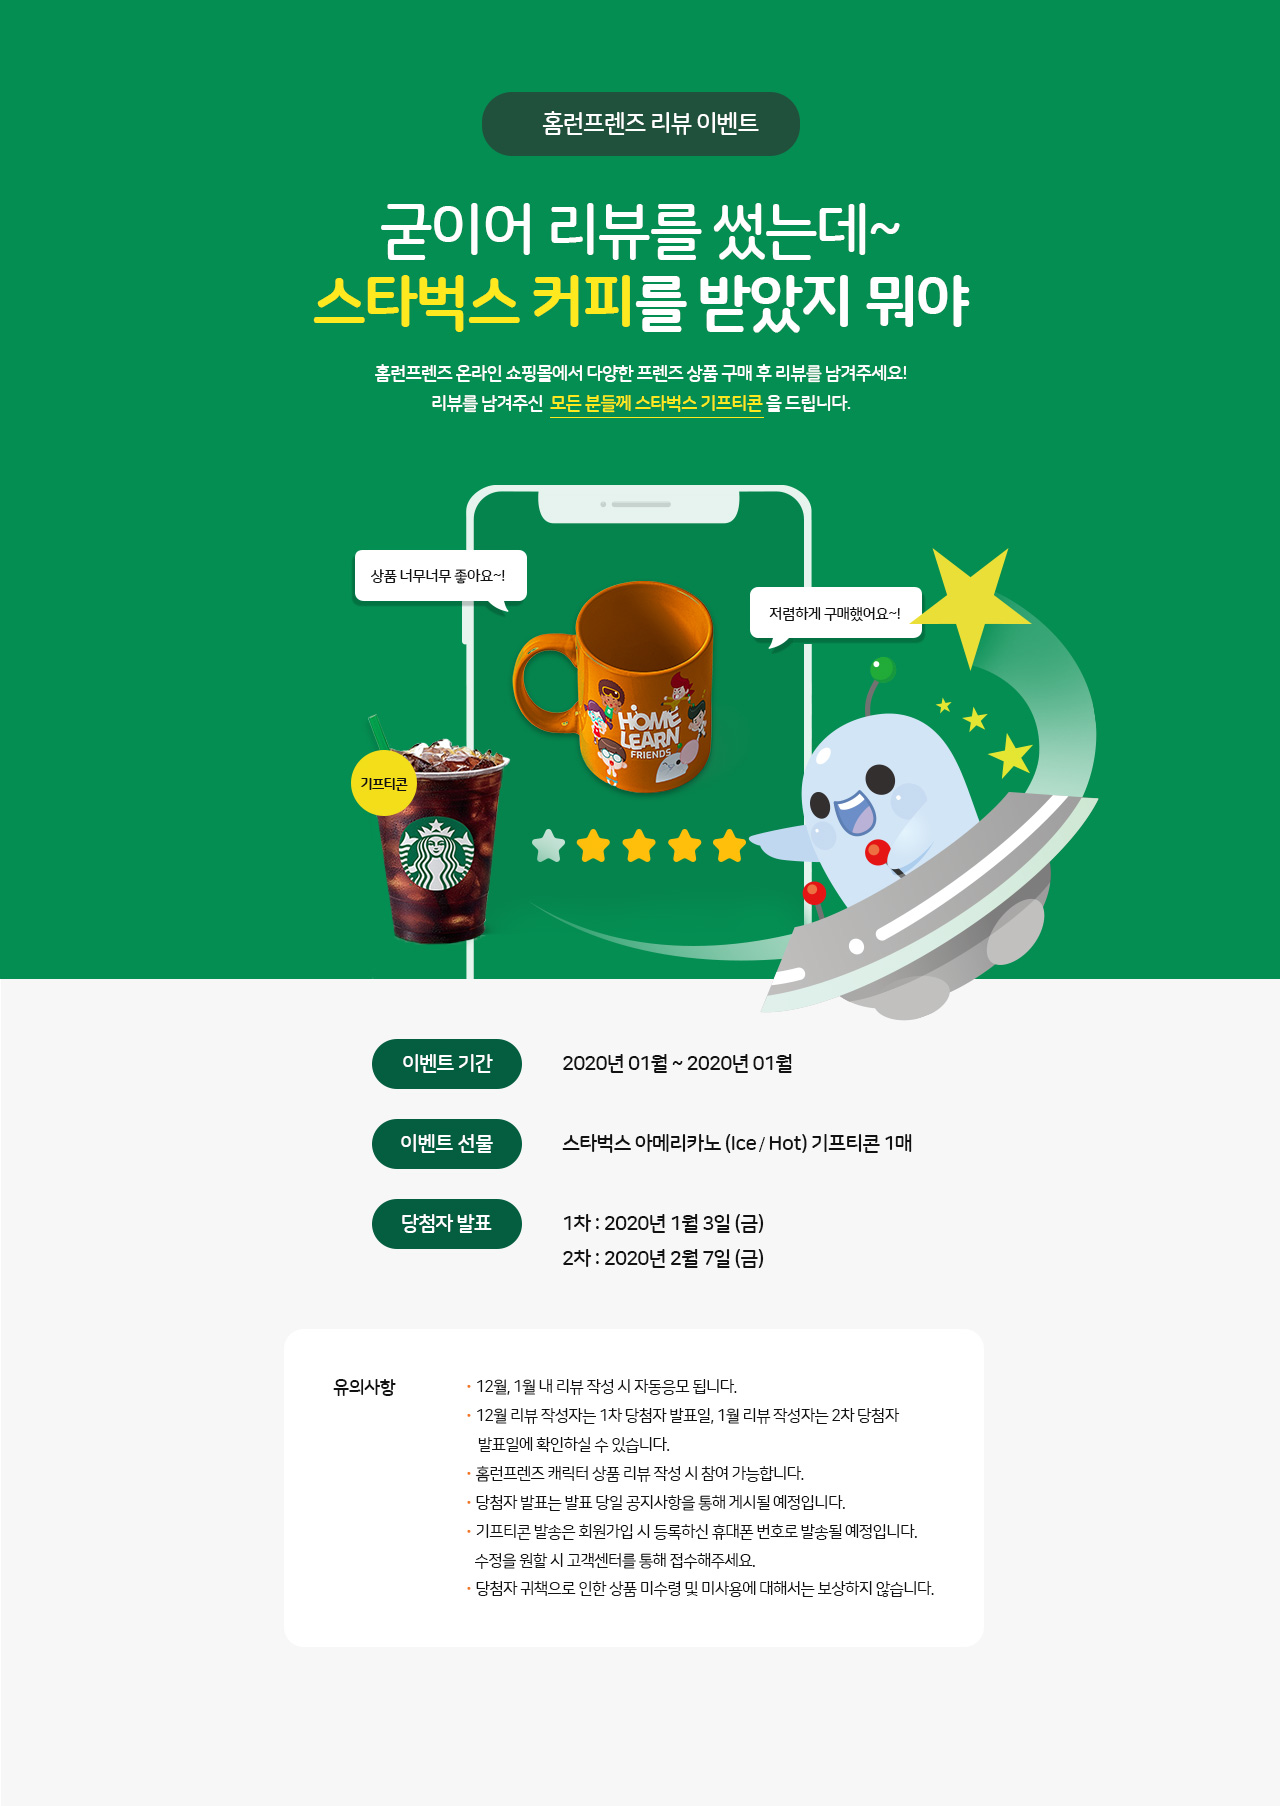 홈런프렌즈 리뷰 이벤트
굳이어 리뷰를 썼는데~
스타벅스 커피를 받았지 뭐야
홈런프렌즈 온라인 쇼핑몰에서 다양한 프렌즈 상품 구매 후 리뷰를 남겨주세요!
리뷰를 남겨주신 모든 분들께 스타벅스 기프티콘을 드립니다.
상품 너무너무 좋아요~!
저렴하게 구매했어요~!
HOME
LEARN
FRIENDS
기프티콘
이벤트 기간
2020년 01월 ~ 2020년 01월
이벤트 선물
스타벅스 아메리카노 (Ice / Hot) 기프티콘 1매
당첨자 발표
1차 : 2020년 1월 3일 (금)
2차 : 2020년 2월 7일 (금)
유의사항
· 12월, 1월 내 리뷰 작성 시 자동응모 됩니다.
· 12월 리뷰 작성자는 1차 당첨자 발표일, 1월 리뷰 작성자는 2차 당첨자
발표일에 확인하실 수 있습니다.
· 홈런프렌즈 캐릭터 상품 리뷰 작성 시 참여 가능합니다.
· 당첨자 발표는 발표 당일 공지사항을 통해 게시될 예정입니다.
· 기프티콘 발송은 회원가입 시 등록하신 휴대폰 번호로 발송될 예정입니다.
수정을 원할 시 고객센터를 통해 접수해주세요.
· 당첨자 귀책으로 인한 상품 미수령 및 미사용에 대해서는 보상하지 않습니다.